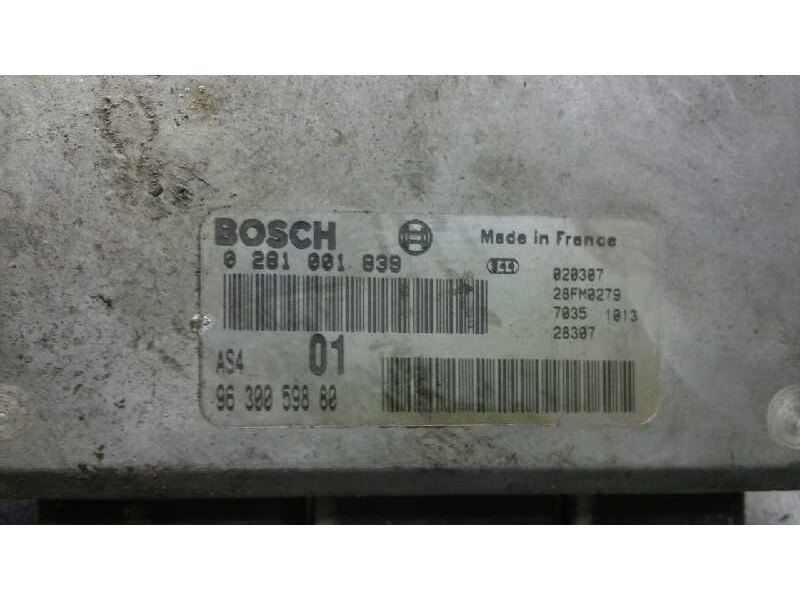 BOSCH Made in France
0 281 001 839 020307
28FM0279
7035 1013
28307
AS4 01
96 300 598 80